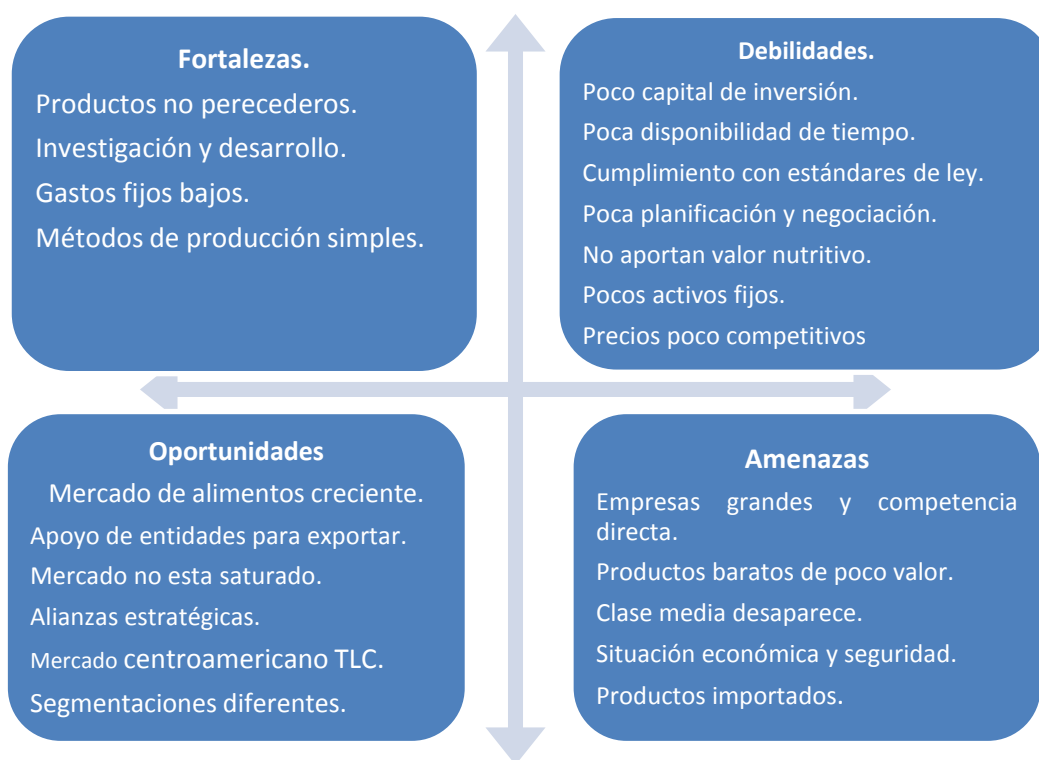 Fortalezas.
Productos no perecederos.
Investigación y desarrollo.
Gastos fijos bajos.
Métodos de producción simples.
Debilidades.
Poco capital de inversión.
Poca disponibilidad de tiempo.
Cumplimiento con estándares de ley.
Poca planificación y negociación.
No aportan valor nutritivo.
Pocos activos fijos.
Precios poco competitivos
Oportunidades
Mercado de alimentos creciente.
Apoyo de entidades para exportar.
Mercado no esta saturado.
Alianzas estratégicas.
Mercado centroamericano TLC.
Segmentaciones diferentes.
Amenazas
Empresas grandes y competencia
directa.
Productos baratos de poco valor.
Clase media desaparece.
Situación económica y seguridad.
Productos importados.